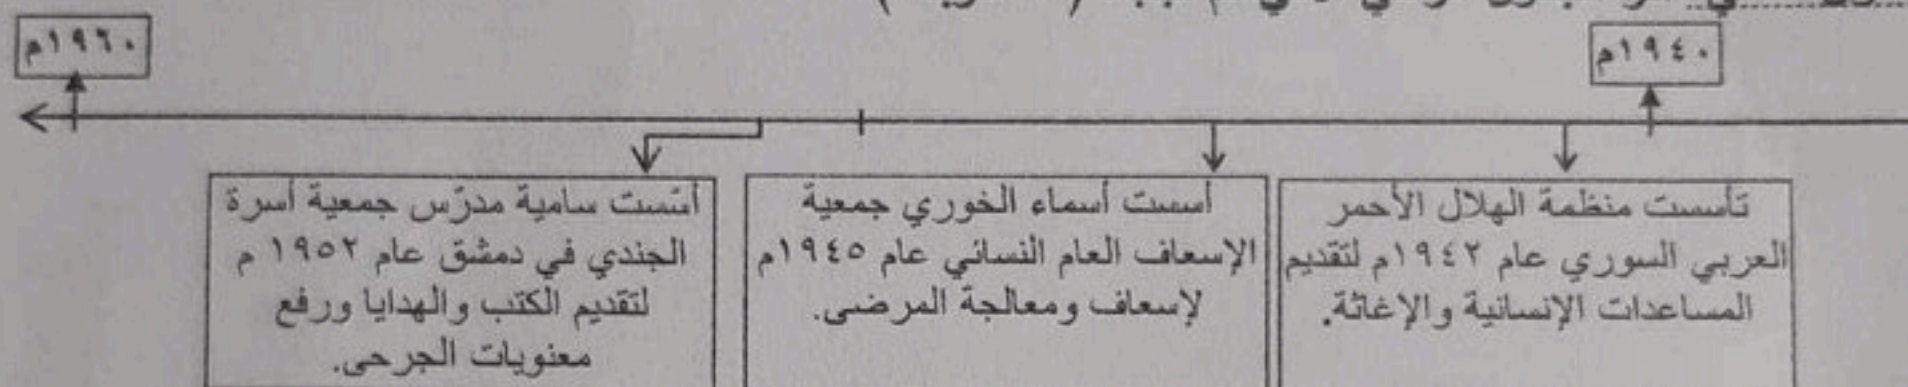 ١٩٤٠م
١٩٦٠م
تأسست منظمة الهلال الأحمر
العربي السوري عام ١٩٤٢م لتقديم
المساعدات الإنسانية والإغاثة.
أسست أسماء الخوري جمعية
الإسعاف العام النسائي عام ١٩٤٥م
لإسعاف ومعالجة المرضى.
أسّست سامية مدرّس جمعية أسرة
الجندي في دمشق عام ١٩٥٢ م
لتقديم الكتب والهدايا ورفع
معنويات الجرحى.